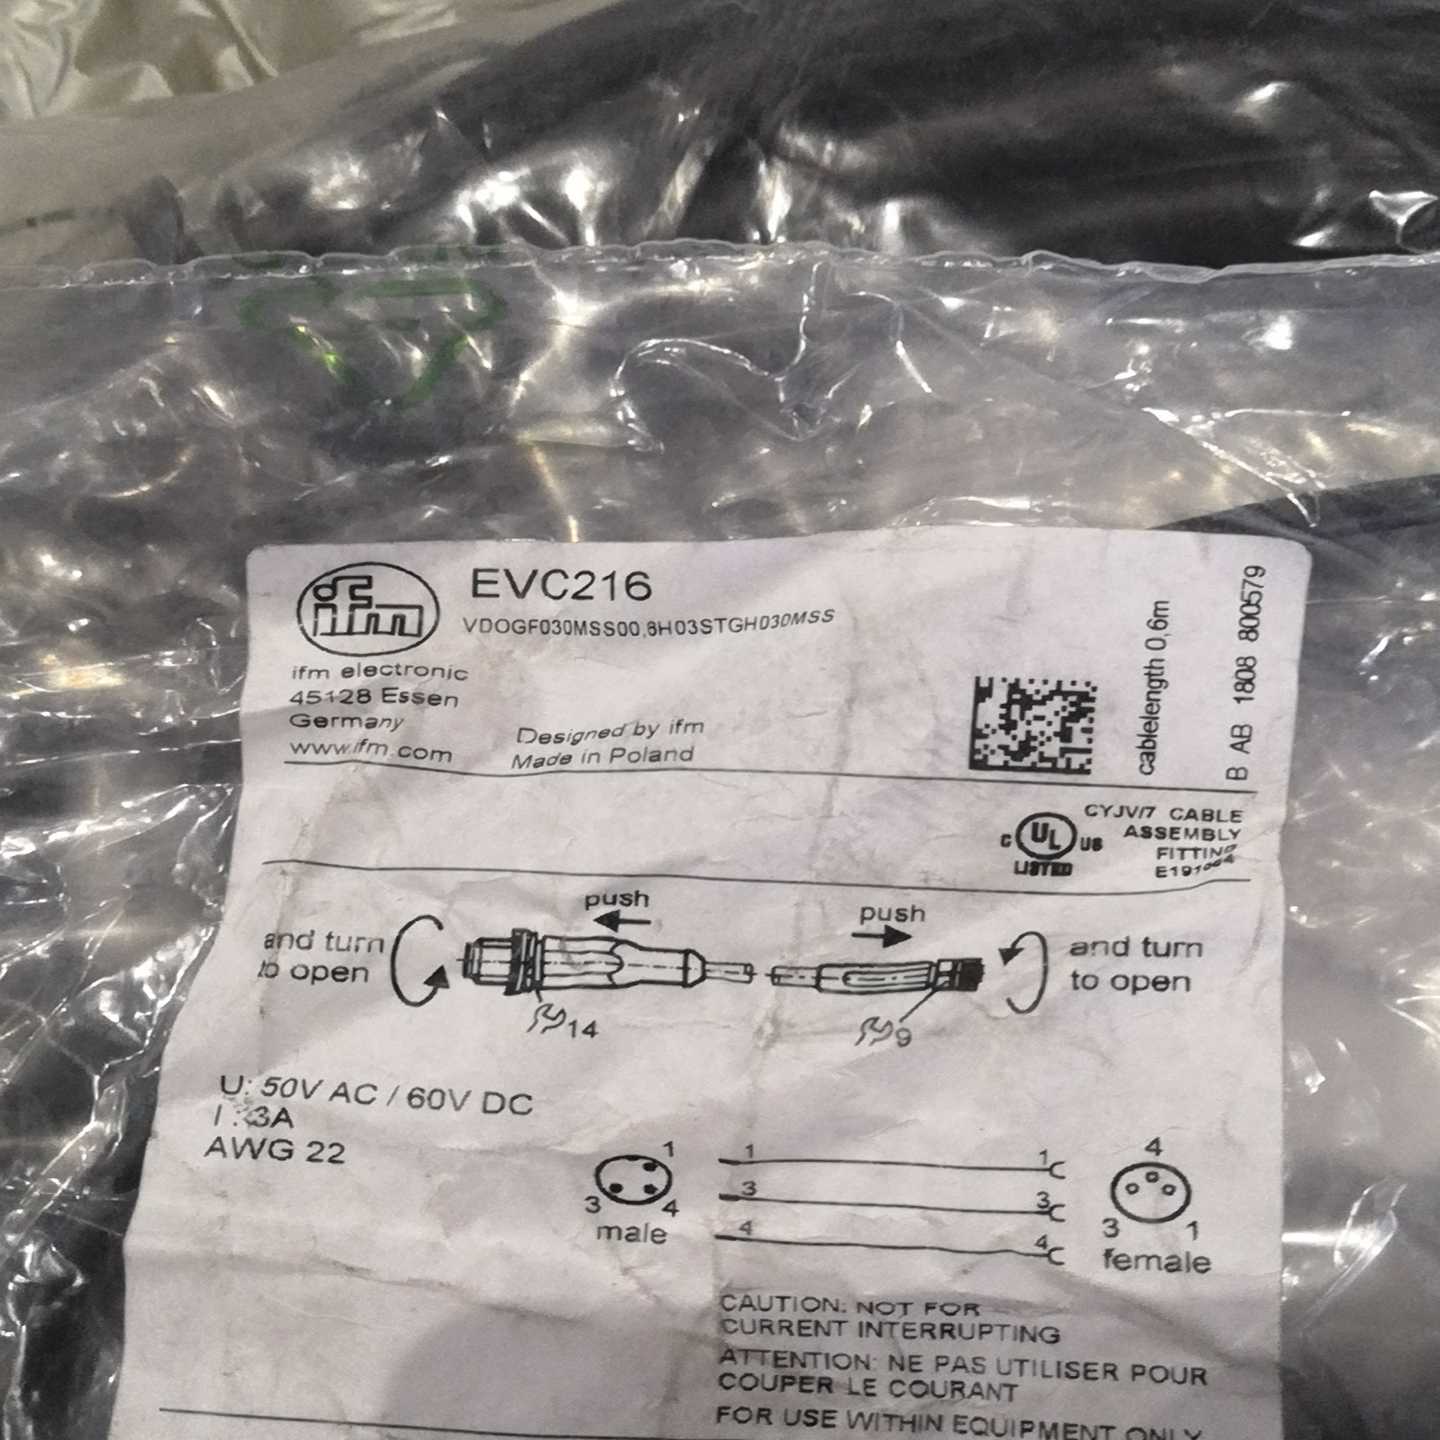 ifm
EVC216
VDOGF030MSS00,6H03STGH030MSS
ifm electronic
45128 Essen
Germany
www.ifm.com
Designed by ifm
Made in Poland
cablelength 0,6m
B AB 1808 800579
C UL US
LISTED
CYJV/7 CABLE
ASSEMBLY
FITTING
push
push
and turn
to open
and turn
to open
14
9
U: 50V AC / 60V DC
I : 3A
AWG 22
1
3 4
male
1 1
3 3
4 4
4
3 1
female
CAUTION: NOT FOR
CURRENT INTERRUPTING
ATTENTION: NE PAS UTILISER POUR
COUPER LE COURANT
FOR USE WITHIN EQUIPMENT ONLY